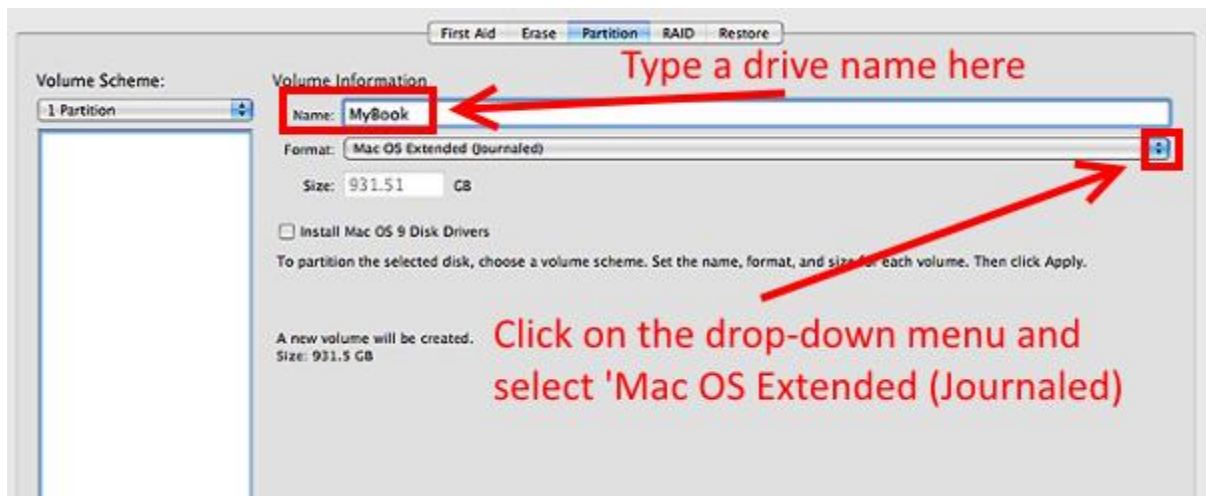 First Aid Erase Partition RAID Restore
Type a drive name here
Volume Scheme:
Volume Information
1 Partition
Name: MyBook
Format: Mac OS Extended (Journaled)
Size: 931.51 GB
Install Mac OS 9 Disk Drivers
To partition the selected disk, choose a volume scheme. Set the name, format, and size for each volume. Then click Apply.
A new volume will be created.
Size: 931.5 GB
Click on the drop-down menu and
select 'Mac OS Extended (Journaled)